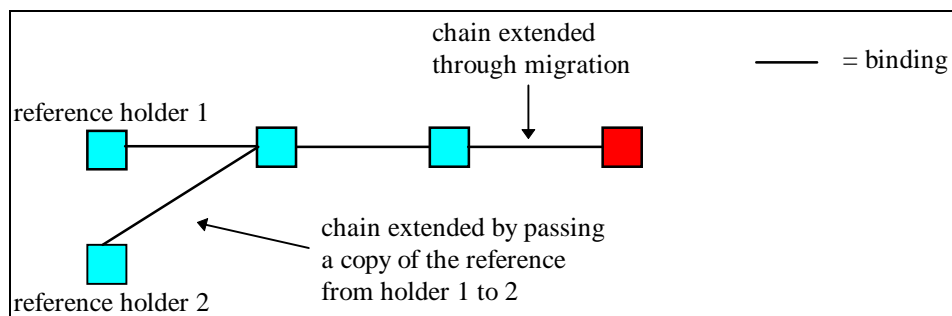 chain extended
through migration
= binding
reference holder 1
chain extended by passing
a copy of the reference
from holder 1 to 2
reference holder 2